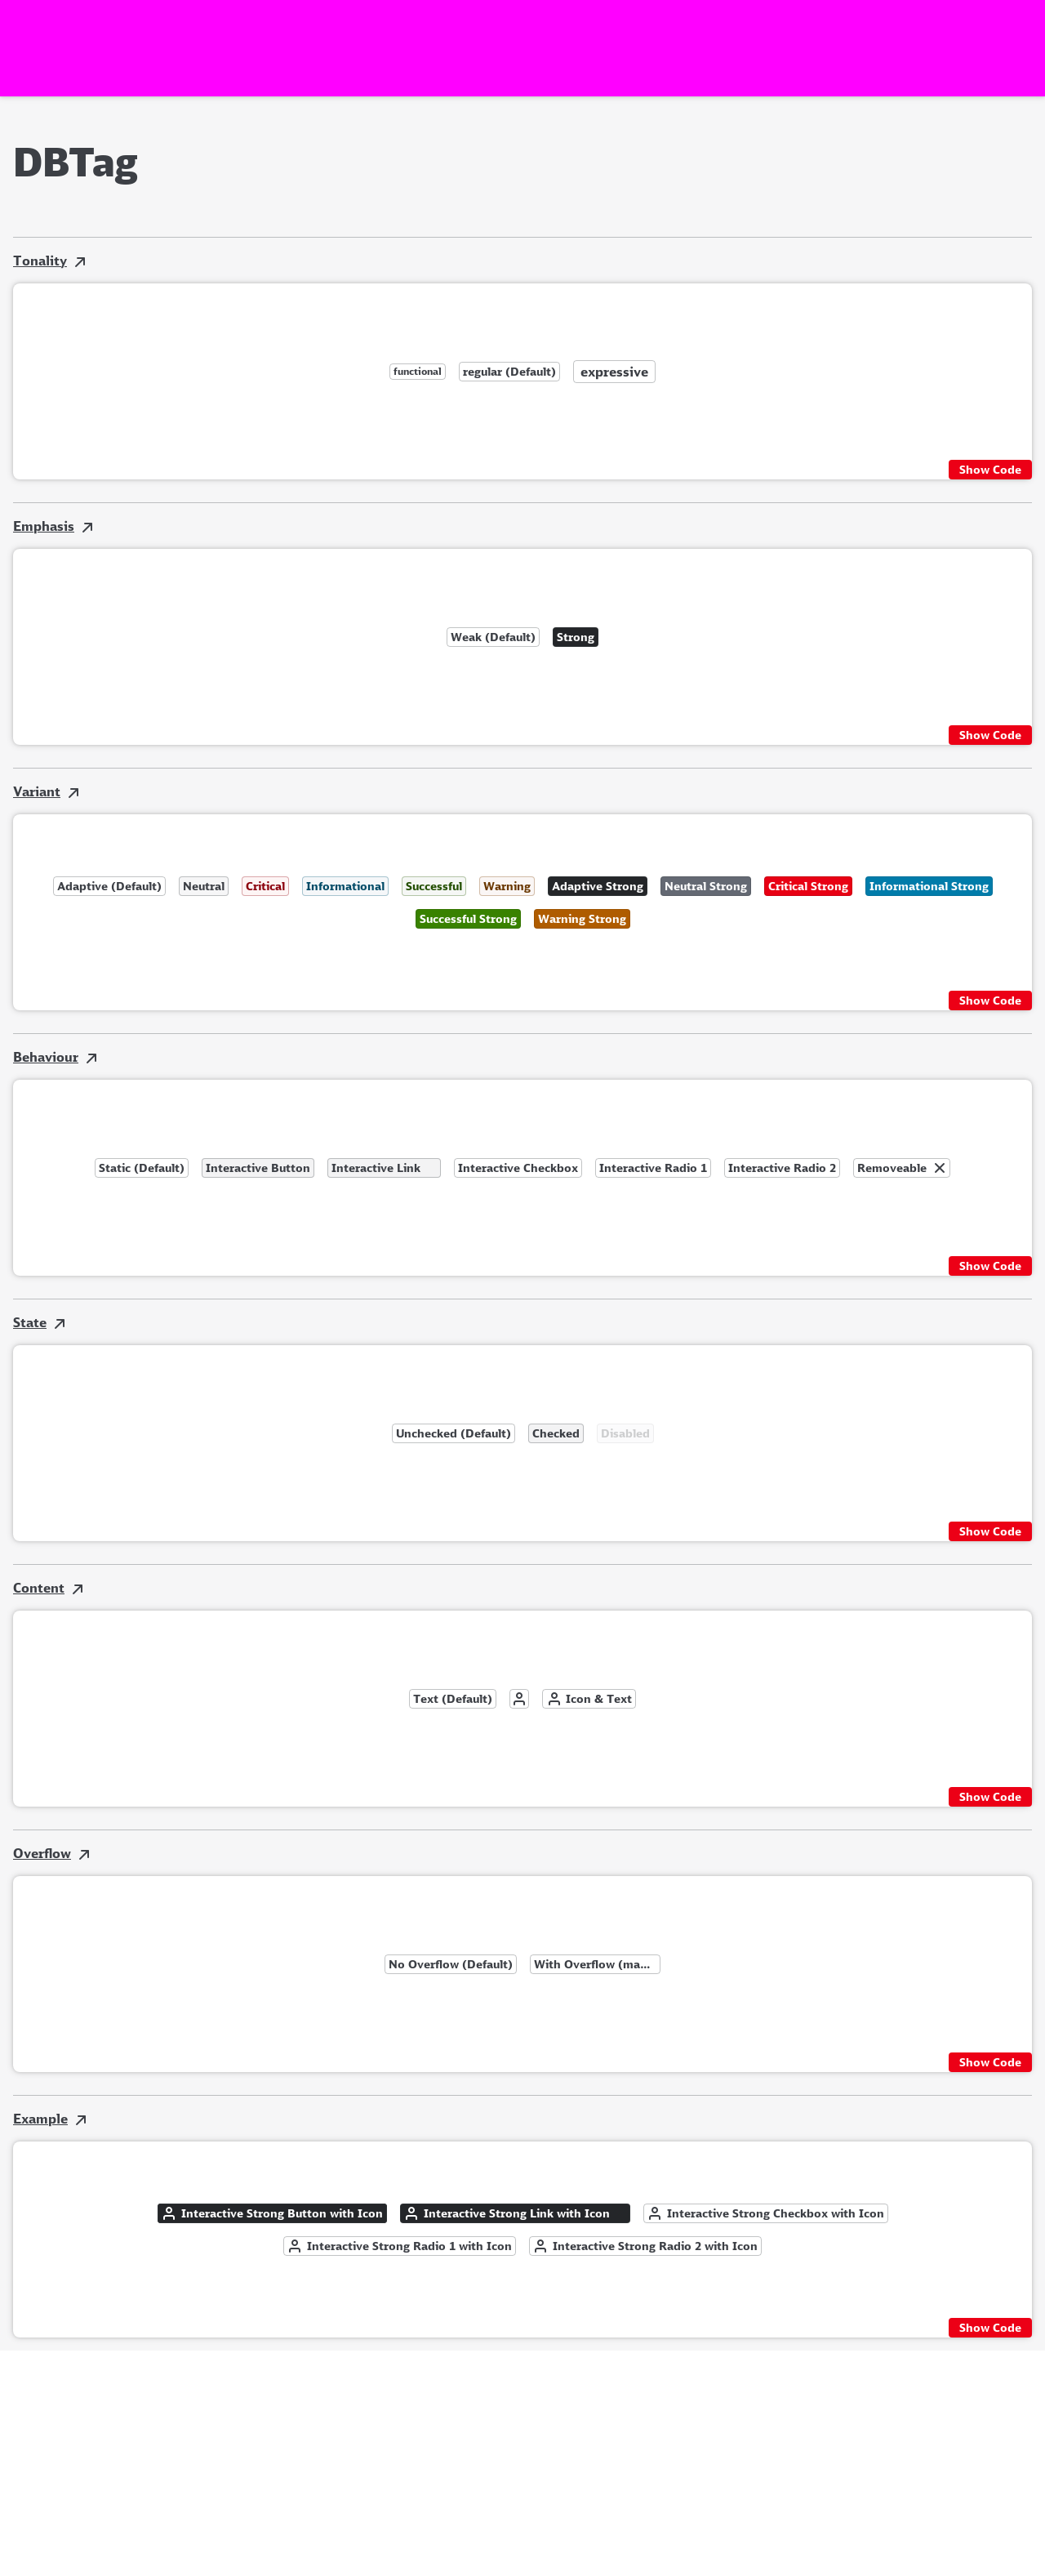 DBTag
Tonality
functional regular (Default) expressive
Show Code
Emphasis
Weak (Default) Strong
Show Code
Variant
Adaptive (Default) Neutral Critical Informational Successful Warning Adaptive Strong Neutral Strong Critical Strong Informational Strong
Successful Strong Warning Strong
Show Code
Behaviour
Static (Default) Interactive Button Interactive Link Interactive Checkbox Interactive Radio 1 Interactive Radio 2 Removeable
Show Code
State
Unchecked (Default) Checked Disabled
Show Code
Content
Text (Default) Icon & Text
Show Code
Overflow
No Overflow (Default) With Overflow (ma...
Show Code
Example
Interactive Strong Button with Icon Interactive Strong Link with Icon Interactive Strong Checkbox with Icon
Interactive Strong Radio 1 with Icon Interactive Strong Radio 2 with Icon
Show Code